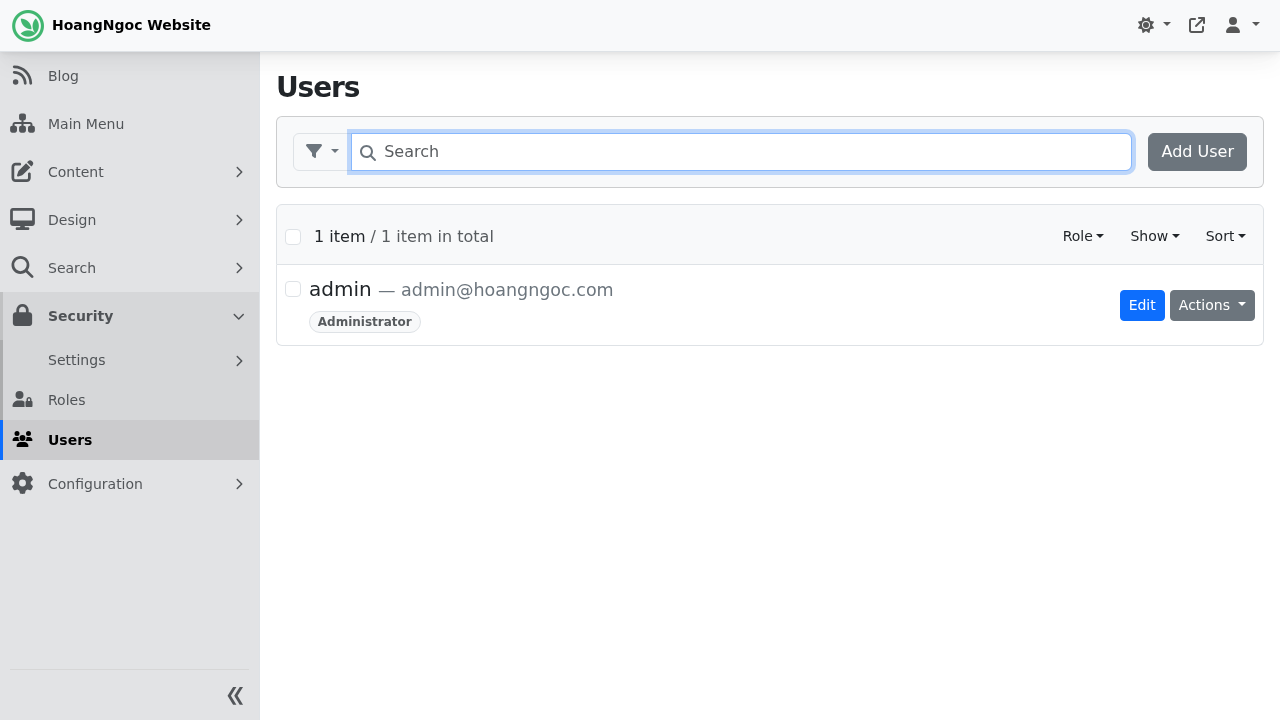 HoangNgoc Website
Blog
Main Menu
Content
Design
Search
Security
Settings
Roles
Users
Configuration
Users
Search
Add User
1 item / 1 item in total
Role
Show
Sort
admin — admin@hoangngoc.com
Administrator
Edit
Actions